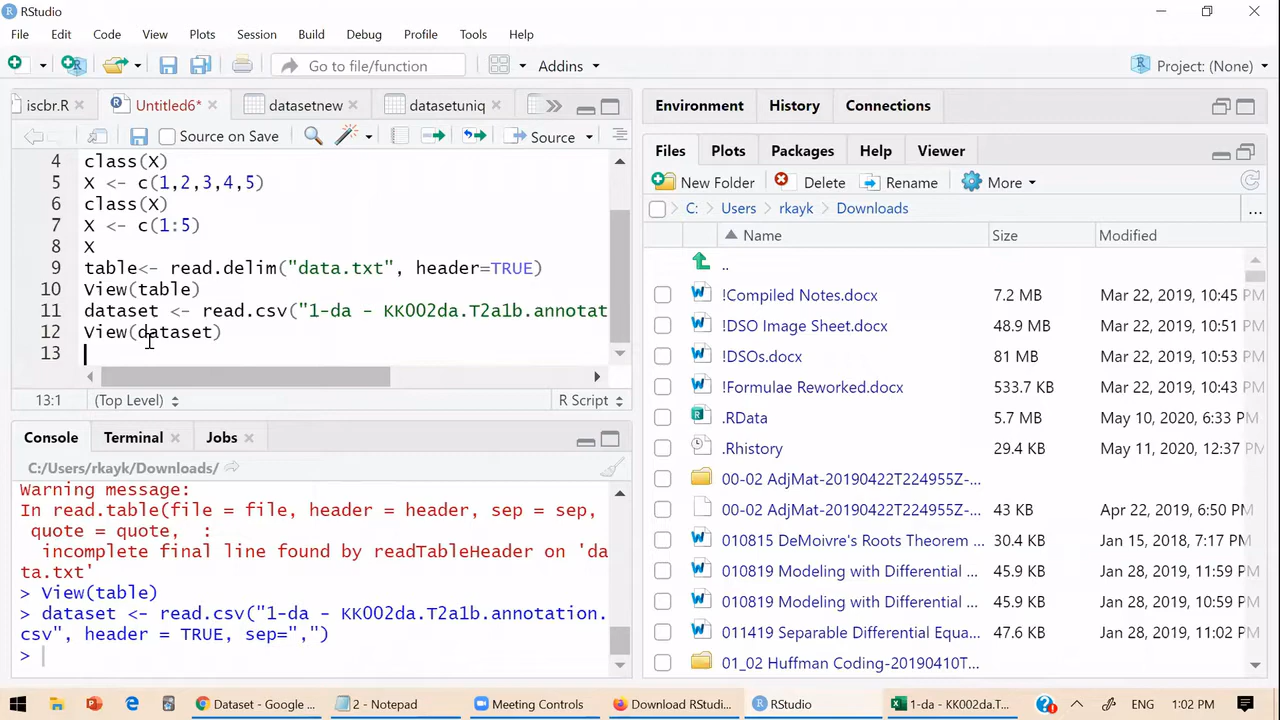 RStudio
File Edit Code View Plots Session Build Debug Profile Tools Help
Go to file/function Addins Project: (None)
iscbr.R Untitled6* datasetnew datasetuniq
Source on Save Source
4 class(X)
5 X <- c(1,2,3,4,5)
6 class(X)
7 X <- c(1:5)
8 X
9 table<- read.delim("data.txt", header=TRUE)
10 View(table)
11 dataset <- read.csv("1-da - KK002da.T2a1b.annotat
12 View(dataset)
13
13:1 (Top Level) R Script
Console Terminal Jobs
C:/Users/rkayk/Downloads/
Warning message:
In read.table(file = file, header = header, sep = sep,
quote = quote, :
incomplete final line found by readTableHeader on 'da
ta.txt'
> View(table)
> dataset <- read.csv("1-da - KK002da.T2a1b.annotation.
csv", header = TRUE, sep=",")
>
Environment History Connections
Files Plots Packages Help Viewer
New Folder Delete Rename More
C: Users rkayk Downloads ...
Name Size Modified
..
!Compiled Notes.docx 7.2 MB Mar 22, 2019, 10:45 PM
!DSO Image Sheet.docx 48.9 MB Mar 22, 2019, 10:51 PM
!DSOs.docx 81 MB Mar 22, 2019, 10:53 PM
!Formulae Reworked.docx 533.7 KB Mar 22, 2019, 10:43 PM
.RData 5.7 MB May 10, 2020, 6:33 PM
.Rhistory 29.4 KB May 11, 2020, 12:37 PM
00-02 AdjMat-20190422T224955Z-...
00-02 AdjMat-20190422T224955Z-... 43 KB Apr 22, 2019, 6:50 PM
010815 DeMoivre's Roots Theorem ... 30.4 KB Jan 15, 2018, 7:17 PM
010819 Modeling with Differential ... 45.9 KB Jan 28, 2019, 11:59 PM
010819 Modeling with Differential ... 45.9 KB Jan 28, 2019, 10:59 PM
011419 Separable Differential Equa... 47.6 KB Jan 28, 2019, 11:02 PM
01_02 Huffman Coding-20190410T...
Dataset - Google ... 2 - Notepad Meeting Controls Download RStudio... RStudio 1-da - KK002da.T... 1:02 PM